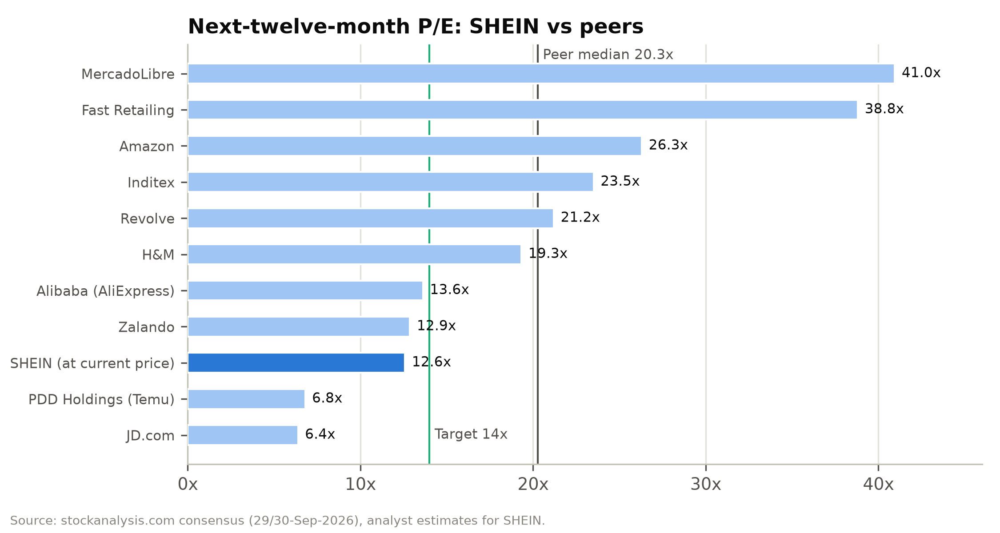 Next-twelve-month P/E: SHEIN vs peers
Peer median 20.3x
MercadoLibre 41.0x
Fast Retailing 38.8x
Amazon 26.3x
Inditex 23.5x
Revolve 21.2x
H&M 19.3x
Alibaba (AliExpress) 13.6x
Zalando 12.9x
SHEIN (at current price) 12.6x
PDD Holdings (Temu) 6.8x
JD.com 6.4x Target 14x
0x 10x 20x 30x 40x
Source: stockanalysis.com consensus (29/30-Sep-2026), analyst estimates for SHEIN.